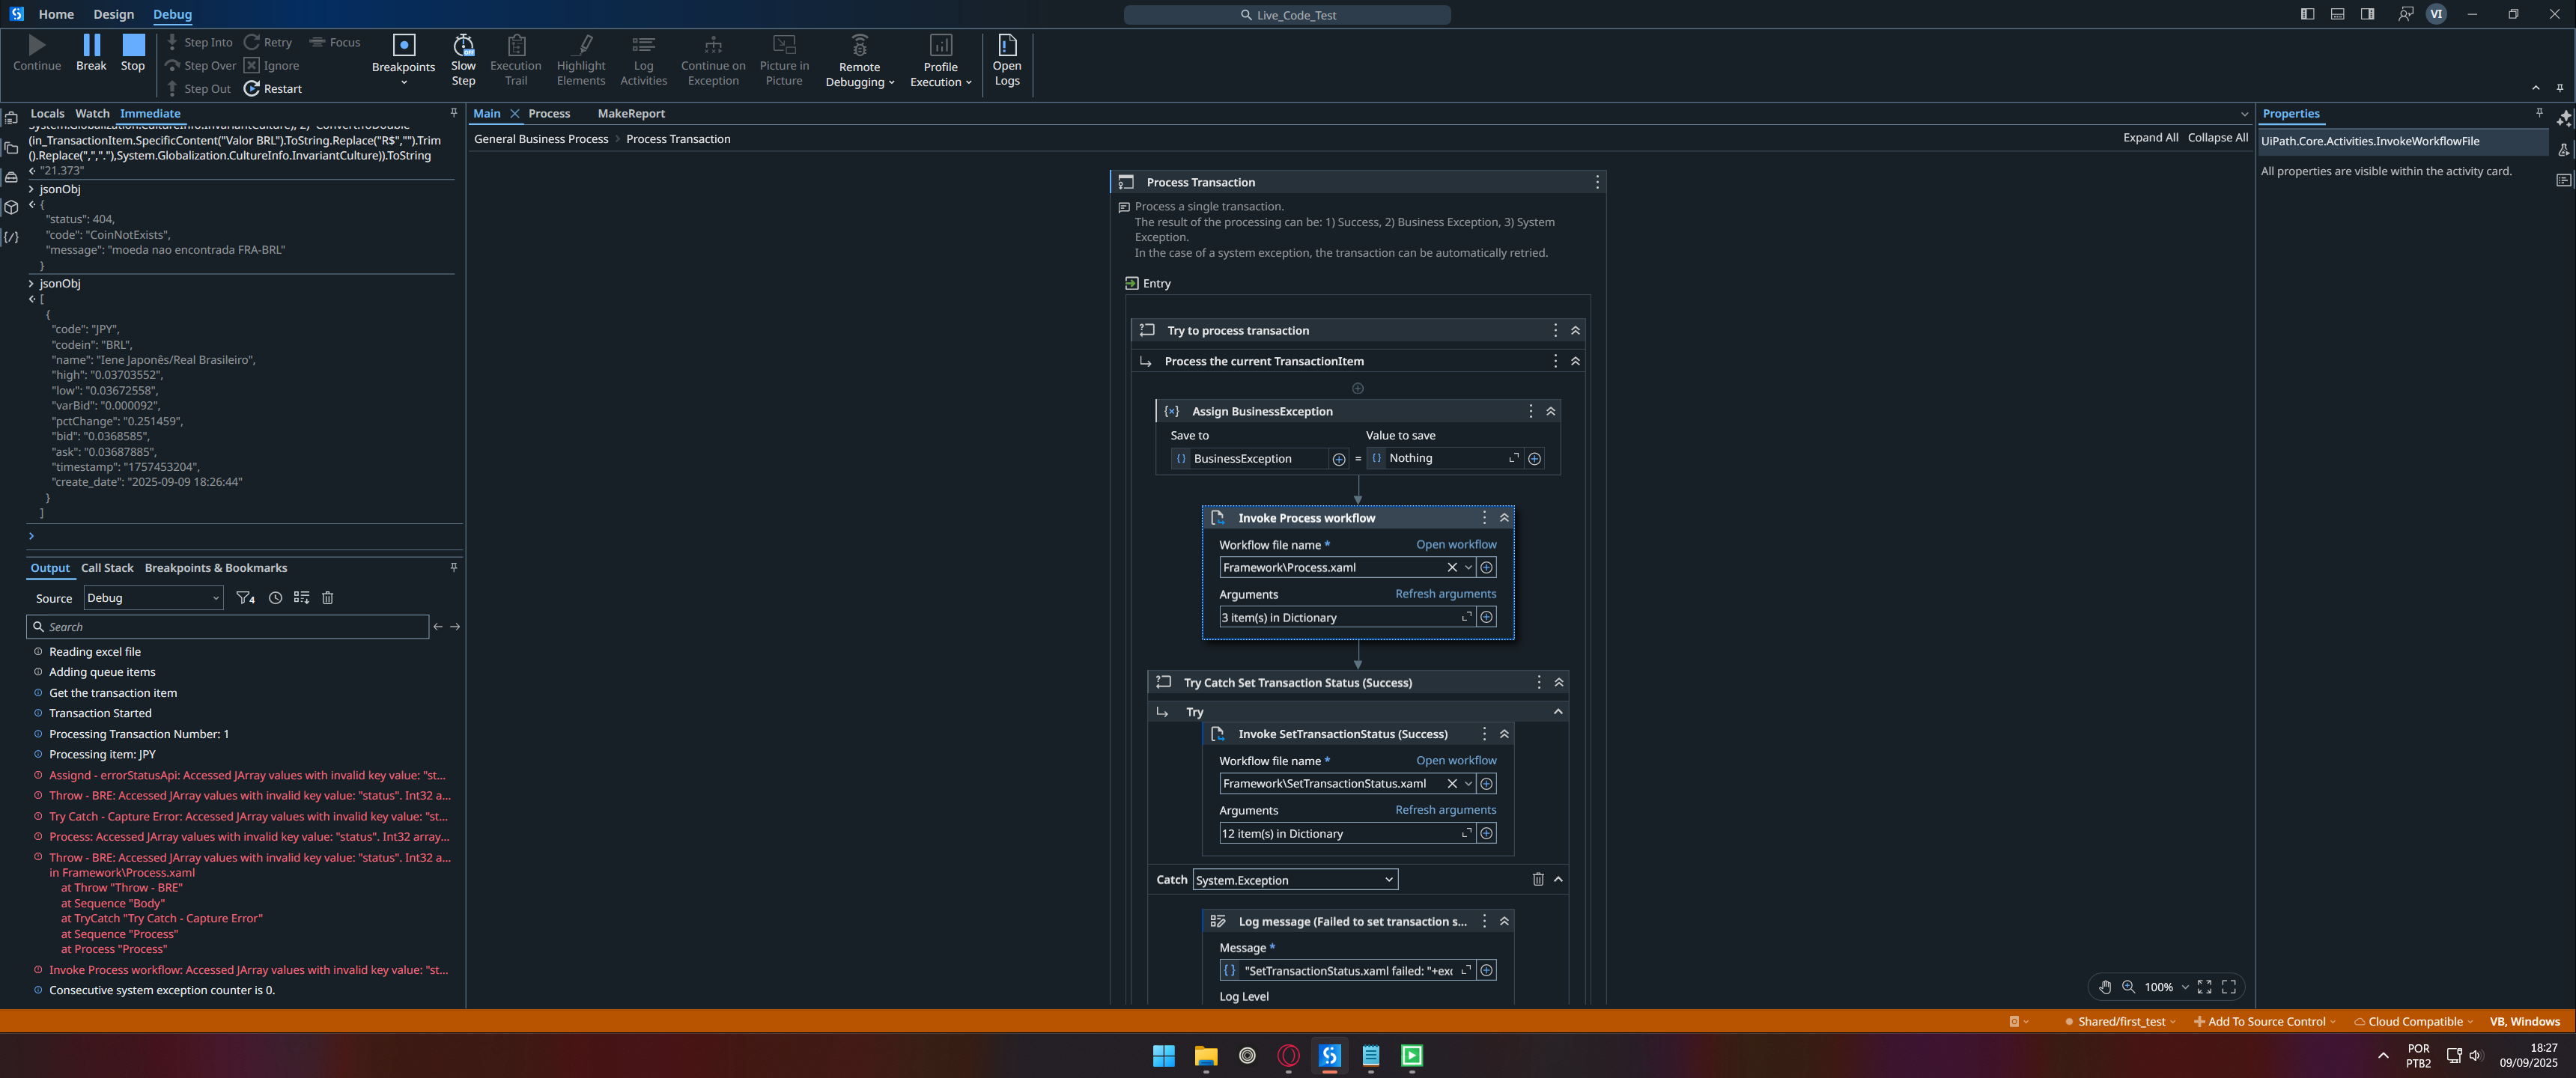 Home
Design
Debug
Live_Code_Test
VI
Continue
Break
Stop
Step Into
Step Over
Step Out
Retry
Ignore
Restart
Focus
Breakpoints
Slow
Step
Execution
Trail
Highlight
Elements
Log
Activities
Continue on
Exception
Picture in
Picture
Remote
Debugging
Profile
Execution
Open
Logs
Locals
Watch
Immediate
System.Globalization.CultureInfo.InvariantCulture), 2) Convert.ToDouble
(in_TransactionItem.SpecificContent("Valor BRL").ToString.Replace("R$","").Trim
().Replace(",","."),System.Globalization.CultureInfo.InvariantCulture)).ToString
"21.373"
> jsonObj
{
"status": 404,
"code": "CoinNotExists",
"message": "moeda nao encontrada FRA-BRL"
}
> jsonObj
[
{
"code": "JPY",
"codein": "BRL",
"name": "Iene Japonês/Real Brasileiro",
"high": "0.03703552",
"low": "0.03672558",
"varBid": "0.000092",
"pctChange": "0.251459",
"bid": "0.0368585",
"ask": "0.03687885",
"timestamp": "1757453204",
"create_date": "2025-09-09 18:26:44"
}
]
>
Output
Call Stack
Breakpoints & Bookmarks
Source
Debug
4
Search
Reading excel file
Adding queue items
Get the transaction item
Transaction Started
Processing Transaction Number: 1
Processing item: JPY
Assignd - errorStatusApi: Accessed JArray values with invalid key value: "st...
Throw - BRE: Accessed JArray values with invalid key value: "status". Int32 a...
Try Catch - Capture Error: Accessed JArray values with invalid key value: "st...
Process: Accessed JArray values with invalid key value: "status". Int32 array...
Throw - BRE: Accessed JArray values with invalid key value: "status". Int32 a...
in Framework\Process.xaml
at Throw "Throw - BRE"
at Sequence "Body"
at TryCatch "Try Catch - Capture Error"
at Sequence "Process"
at Process "Process"
Invoke Process workflow: Accessed JArray values with invalid key value: "st...
Consecutive system exception counter is 0.
Main
Process
MakeReport
General Business Process > Process Transaction
Expand All
Collapse All
Process Transaction
Process a single transaction.
The result of the processing can be: 1) Success, 2) Business Exception, 3) System
Exception.
In the case of a system exception, the transaction can be automatically retried.
Entry
Try to process transaction
Process the current TransactionItem
Assign BusinessException
Save to
Value to save
BusinessException
=
Nothing
Invoke Process workflow
Workflow file name *
Open workflow
Framework\Process.xaml
Arguments
Refresh arguments
3 item(s) in Dictionary
Try Catch Set Transaction Status (Success)
Try
Invoke SetTransactionStatus (Success)
Workflow file name *
Open workflow
Framework\SetTransactionStatus.xaml
Arguments
Refresh arguments
12 item(s) in Dictionary
Catch
System.Exception
Log message (Failed to set transaction s...
Message *
"SetTransactionStatus.xaml failed: "+exc
Log Level
100%
Properties
UiPath.Core.Activities.InvokeWorkflowFile
All properties are visible within the activity card.
Shared/first_test
Add To Source Control
Cloud Compatible
VB, Windows
POR
PTB2
18:27
09/09/2025